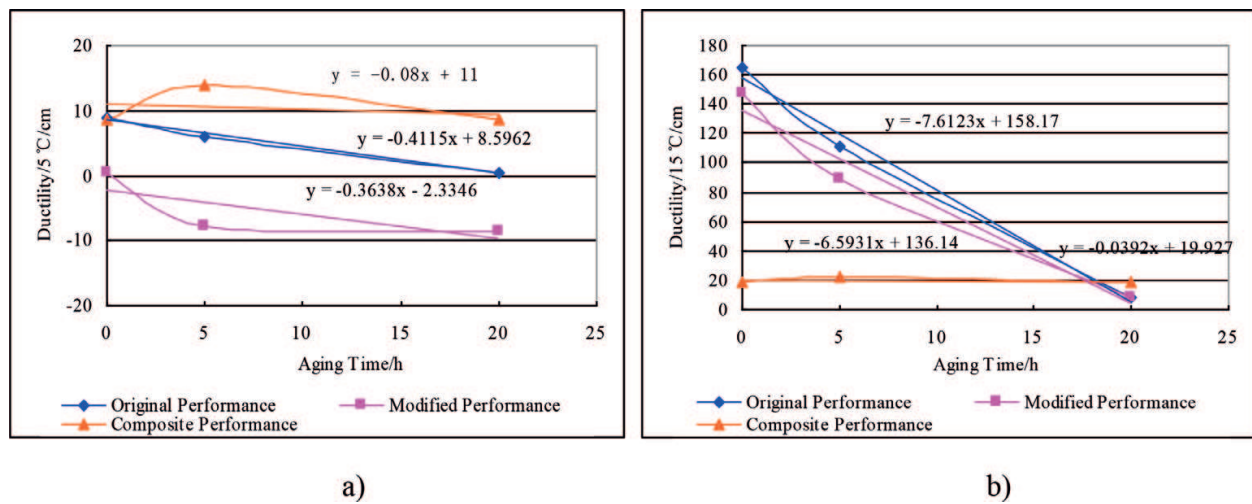 20
10
0
-10
-20
Ductility/5 ℃/cm
y = -0.08x + 11
y = -0.4115x + 8.5962
y = -0.3638x - 2.3346
0 5 10 15 20 25
Aging Time/h
Original Performance
Modified Performance
Composite Performance
a)
180
160
140
120
100
80
60
40
20
0
Ductility/15 ℃/cm
y = -7.6123x + 158.17
y = -6.5931x + 136.14
y = -0.0392x + 19.927
0 5 10 15 20 25
Aging Time/h
Original Performance
Modified Performance
Composite Performance
b)